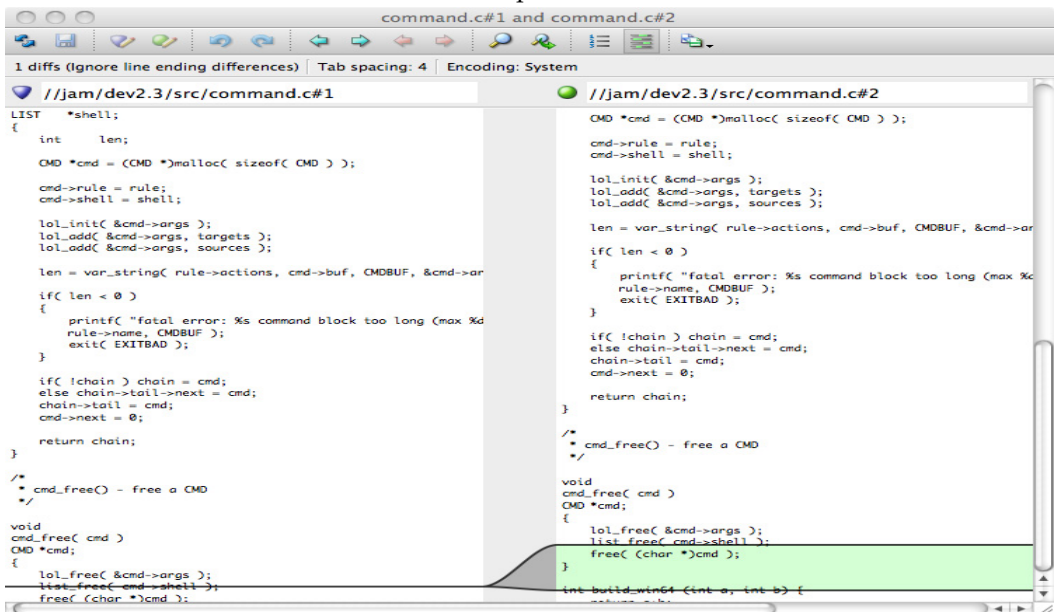 command.c#1 and command.c#2
1 diffs (Ignore line ending differences) Tab spacing: 4 Encoding: System
//jam/dev2.3/src/command.c#1
LIST *shell;
{
int len;
CMD *cmd = (CMD *)malloc( sizeof( CMD ) );
cmd->rule = rule;
cmd->shell = shell;
lol_init( &cmd->args );
lol_add( &cmd->args, targets );
lol_add( &cmd->args, sources );
len = var_string( rule->actions, cmd->buf, CMDBUF, &cmd->ar
if( len < 0 )
{
printf( "fatal error: %s command block too long (max %d
rule->name, CMDBUF );
exit( EXITBAD );
}
if( !chain ) chain = cmd;
else chain->tail->next = cmd;
chain->tail = cmd;
cmd->next = 0;
return chain;
}
/*
* cmd_free() - free a CMD
*/
void
cmd_free( cmd )
CMD *cmd;
{
lol_free( &cmd->args );
list_free( cmd->shell );
free( (char *)cmd );
//jam/dev2.3/src/command.c#2
CMD *cmd = (CMD *)malloc( sizeof( CMD ) );
cmd->rule = rule;
cmd->shell = shell;
lol_init( &cmd->args );
lol_add( &cmd->args, targets );
lol_add( &cmd->args, sources );
len = var_string( rule->actions, cmd->buf, CMDBUF, &cmd->ar
if( len < 0 )
{
printf( "fatal error: %s command block too long (max %d
rule->name, CMDBUF );
exit( EXITBAD );
}
if( !chain ) chain = cmd;
else chain->tail->next = cmd;
chain->tail = cmd;
cmd->next = 0;
return chain;
}
/*
* cmd_free() - free a CMD
*/
void
cmd_free( cmd )
CMD *cmd;
{
lol_free( &cmd->args );
list_free( cmd->shell );
free( (char *)cmd );
}
int build_win64 (int a, int b) {